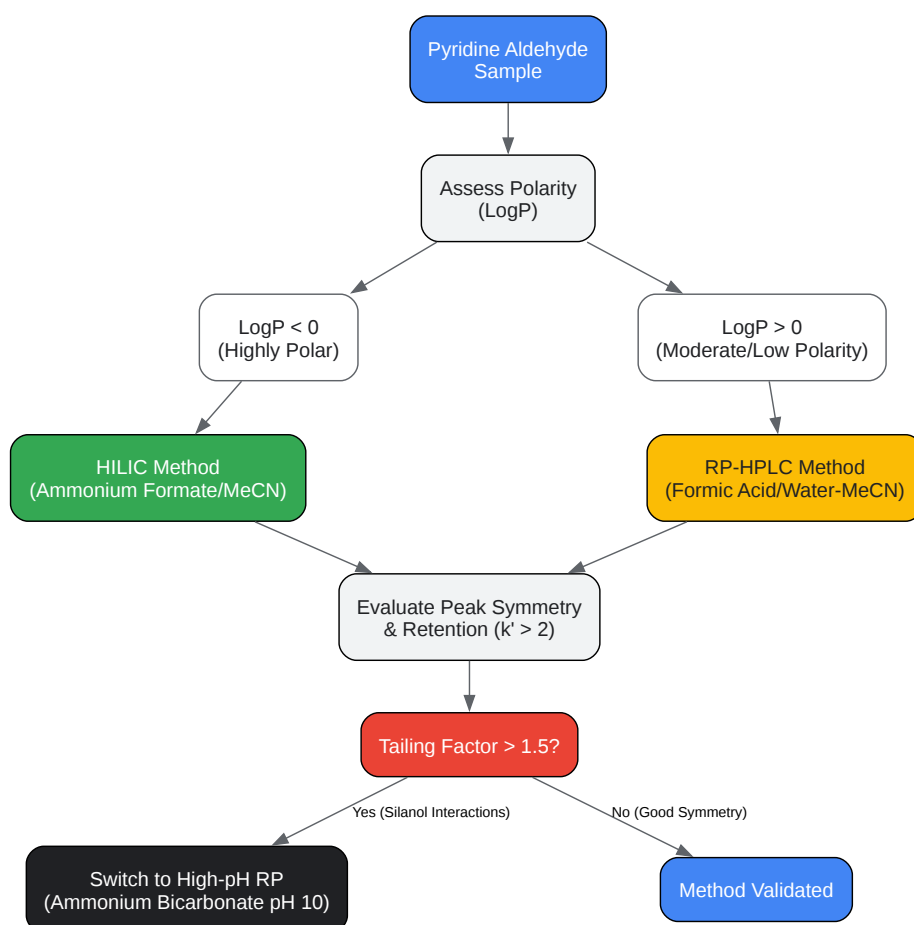 Pyridine Aldehyde
Sample
Assess Polarity
(LogP)
LogP < 0
(Highly Polar)
LogP > 0
(Moderate/Low Polarity)
HILIC Method
(Ammonium Formate/MeCN)
RP-HPLC Method
(Formic Acid/Water-MeCN)
Evaluate Peak Symmetry
& Retention (k' > 2)
Tailing Factor > 1.5?
Yes (Silanol Interactions)
No (Good Symmetry)
Switch to High-pH RP
(Ammonium Bicarbonate pH 10)
Method Validated